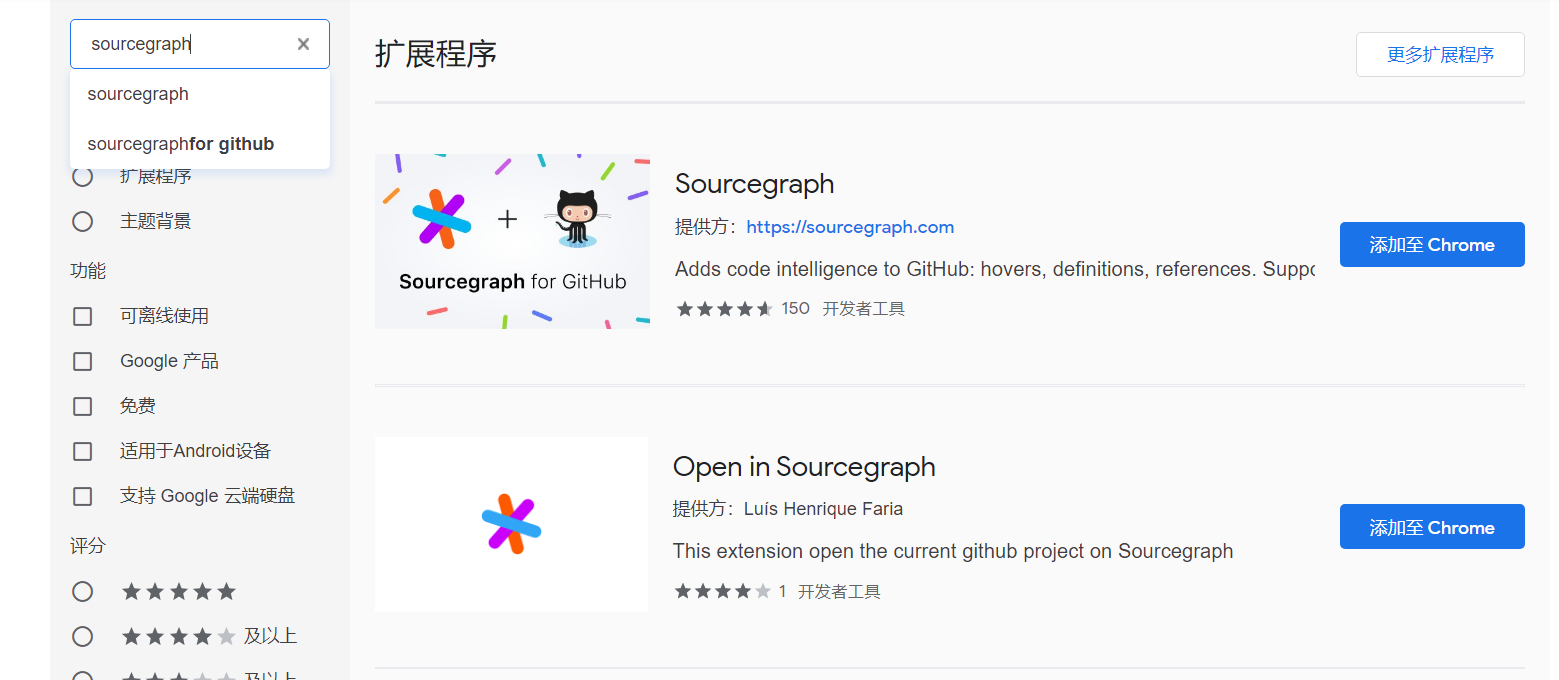 sourcegraph
sourcegraph
sourcegraphfor github
扩展程序
主题背景
功能
可离线使用
Google 产品
免费
适用于Android设备
支持 Google 云端硬盘
评分
及以上
及以上
扩展程序
更多扩展程序
Sourcegraph for GitHub
Sourcegraph
提供方： https://sourcegraph.com
Adds code intelligence to GitHub: hovers, definitions, references. Suppo
150 开发者工具
添加至 Chrome
Open in Sourcegraph
提供方： Luís Henrique Faria
This extension open the current github project on Sourcegraph
1 开发者工具
添加至 Chrome